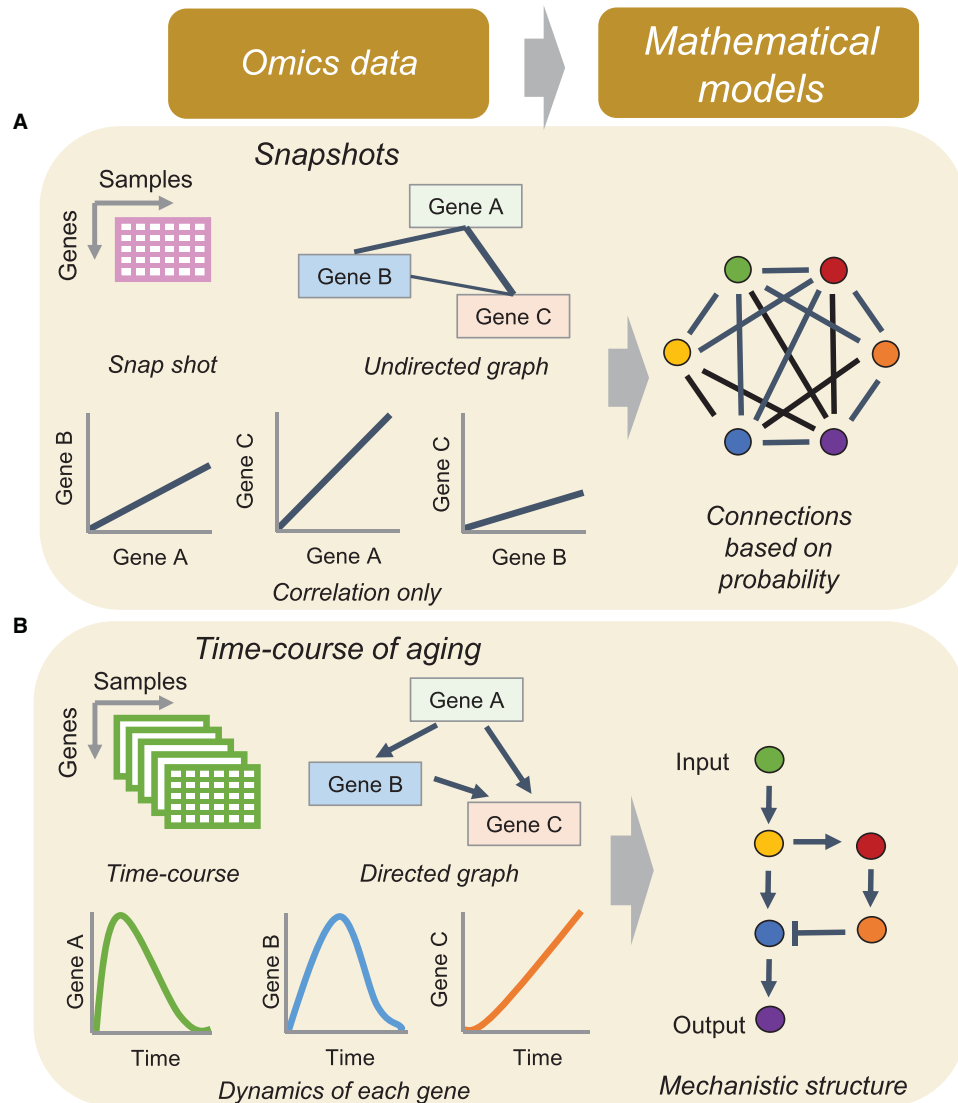 Omics data
Mathematical
models
A
Snapshots
Samples
Genes
Gene A
Gene B
Gene C
Snap shot
Undirected graph
Gene B
Gene A
Gene C
Gene A
Gene C
Gene B
Correlation only
Connections
based on
probability
B
Time-course of aging
Samples
Genes
Gene A
Gene B
Gene C
Input
Time-course
Directed graph
Gene A
Time
Gene B
Time
Gene C
Time
Output
Dynamics of each gene
Mechanistic structure